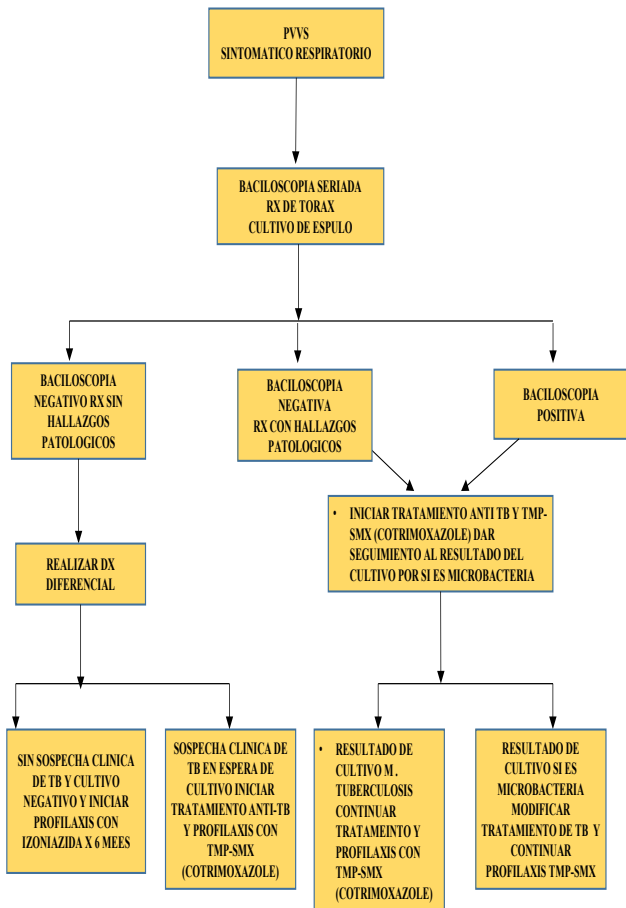 PVVS
SINTOMATICO RESPIRATORIO
BACILOSCOPIA SERIADA
RX DE TORAX
CULTIVO DE ESPULO
BACILOSCOPIA
NEGATIVO RX SIN
HALLAZGOS
PATOLOGICOS
BACILOSCOPIA
NEGATIVA
RX CON HALLAZGOS
PATOLOGICOS
BACILOSCOPIA
POSITIVA
• INICIAR TRATAMIENTO ANTI TB Y TMP-
SMX (COTRIMOXAZOLE) DAR
SEGUIMIENTO AL RESULTADO DEL
CULTIVO POR SI ES MICROBACTERIA
REALIZAR DX
DIFERENCIAL
SIN SOSPECHA CLINICA
DE TB Y CULTIVO
NEGATIVO Y INICIAR
PROFILAXIS CON
IZONIAZIDA X 6 MEES
SOSPECHA CLINICA DE
TB EN ESPERA DE
CULTIVO INICIAR
TRATAMIENTO ANTI-TB
Y PROFILAXIS CON
TMP-SMX
(COTRIMOXAZOLE)
• RESULTADO DE
CULTIVO M .
TUBERCULOSIS
CONTINUAR
TRATAMEINTO Y
PROFILAXIS CON
TMP-SMX
(COTRIMOXAZOLE)
RESULTADO DE
CULTIVO SI ES
MICROBACTERIA
MODIFICAR
TRATAMIENTO DE TB Y
CONTINUAR
PROFILAXIS TMP-SMX